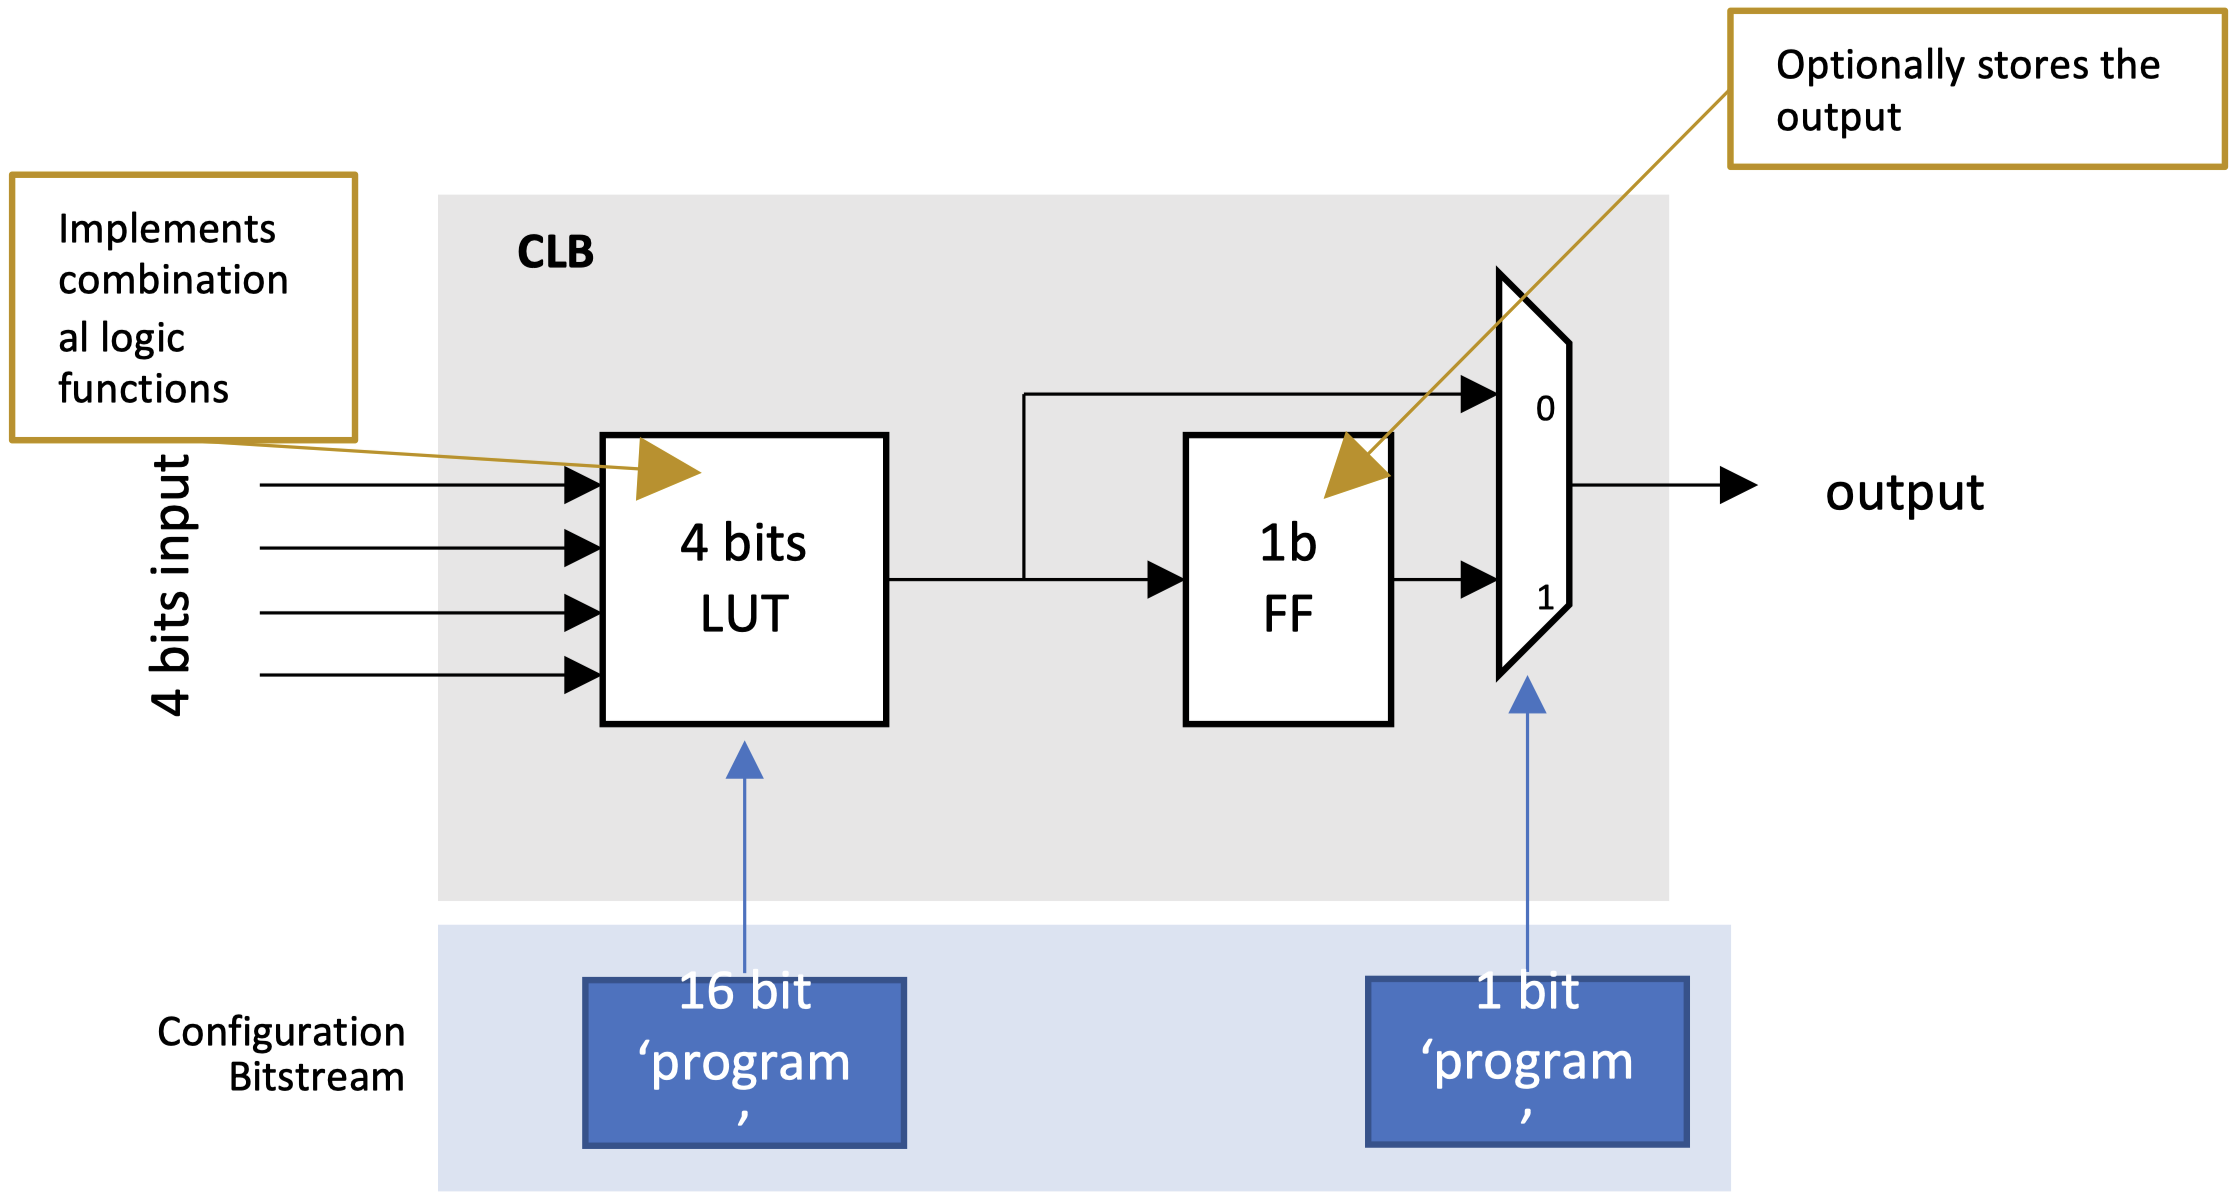 Optionally stores the
output
Implements
combination
al logic
functions
CLB
4 bits input
4 bits
LUT
1b
FF
0
1
output
Configuration
Bitstream
16 bit
‘program
’
1 bit
‘program
’